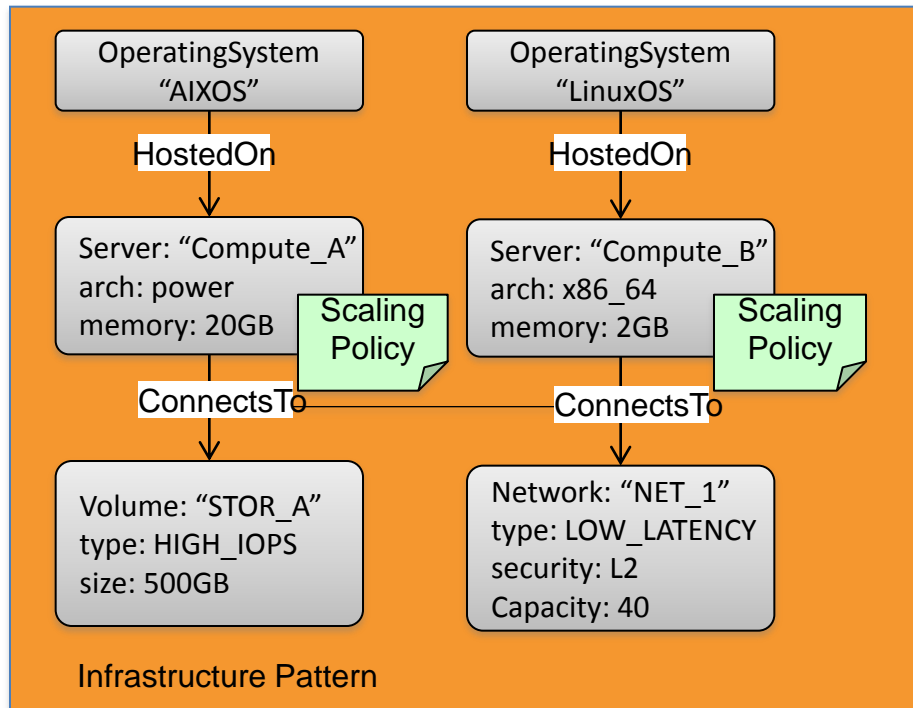 OperatingSystem
“AIXOS”
OperatingSystem
“LinuxOS”
HostedOn
HostedOn
Server: “Compute_A”
arch: power
memory: 20GB
Scaling
Policy
Server: “Compute_B”
arch: x86_64
memory: 2GB
Scaling
Policy
ConnectsTo
ConnectsTo
Volume: “STOR_A”
type: HIGH_IOPS
size: 500GB
Network: “NET_1”
type: LOW_LATENCY
security: L2
Capacity: 40
Infrastructure Pattern